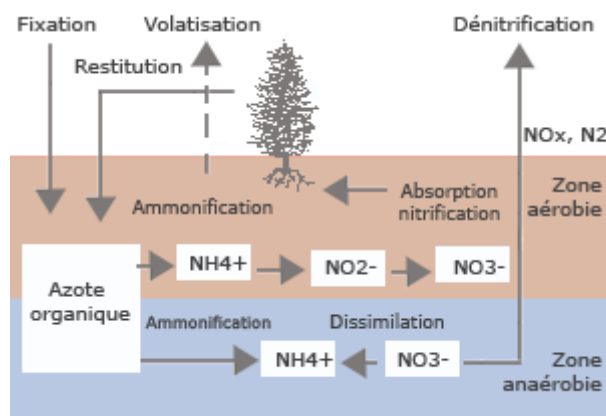 Fixation
Volatisation
Dénitrification
Restitution
NOx, N2
Ammonification
Absorption
nitrification
Zone
aérobie
NH4+
NO2-
NO3-
Azote
organique
Ammonification
Dissimilation
NH4+
NO3-
Zone
anaérobie